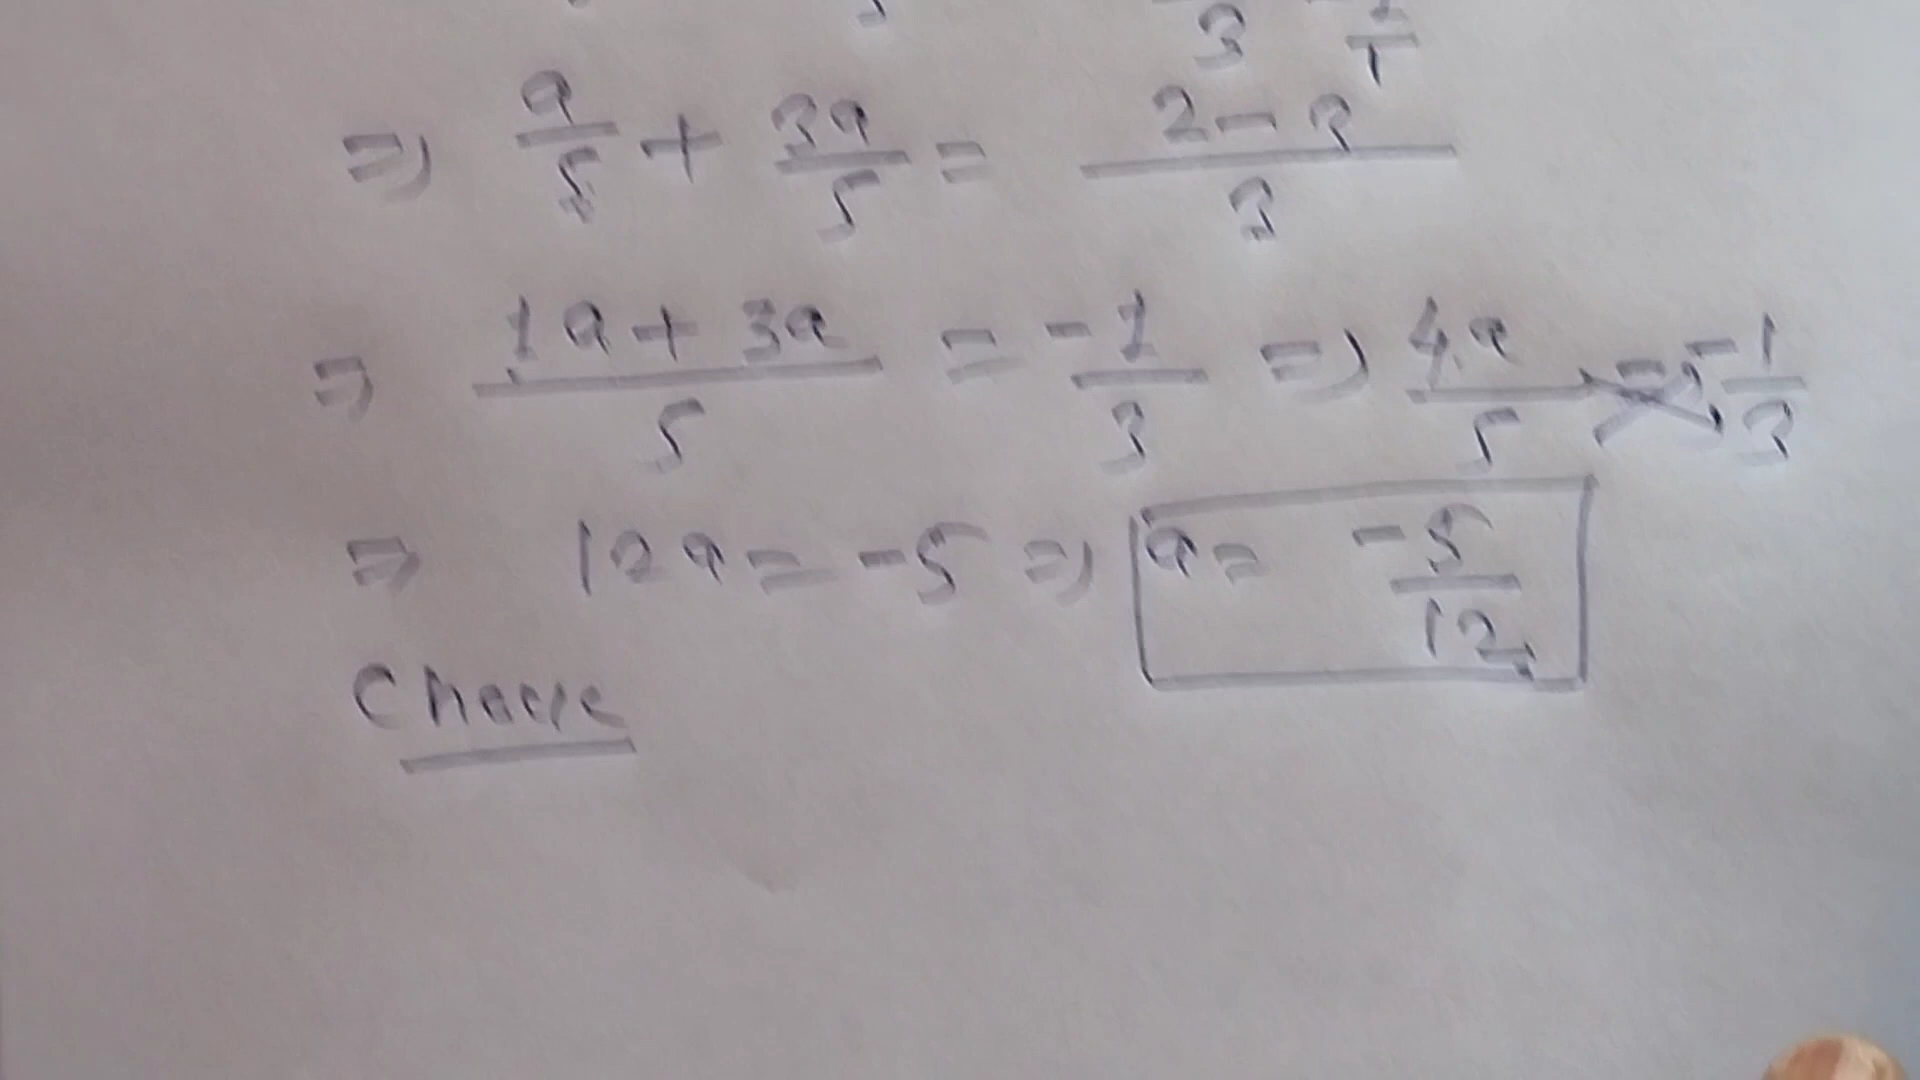 3 1
⇒ a/5 + 3a/5 = 2-3/3
⇒ 1a+3a/5 = -1/3 ⇒ 4a/5 = -1/3
⇒ 12a = -5 ⇒ a = -5/12